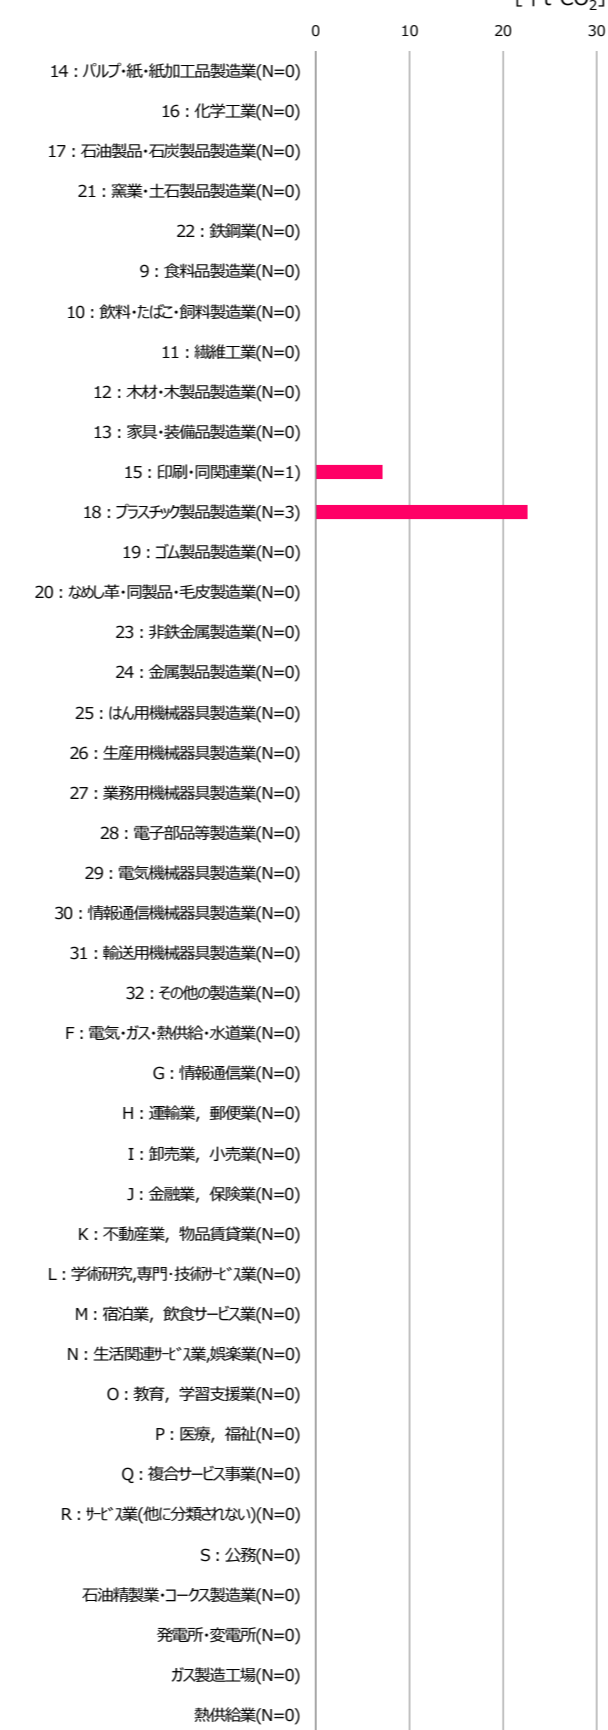 [千t-CO₂]
0 10 20 30
14：パルプ・紙・紙加工品製造業(N=0)
16：化学工業(N=0)
17：石油製品・石炭製品製造業(N=0)
21：窯業・土石製品製造業(N=0)
22：鉄鋼業(N=0)
9：食料品製造業(N=0)
10：飲料・たばこ・飼料製造業(N=0)
11：繊維工業(N=0)
12：木材・木製品製造業(N=0)
13：家具・装備品製造業(N=0)
15：印刷・同関連業(N=1)
18：プラスチック製品製造業(N=3)
19：ゴム製品製造業(N=0)
20：なめし革・同製品・毛皮製造業(N=0)
23：非鉄金属製造業(N=0)
24：金属製品製造業(N=0)
25：はん用機械器具製造業(N=0)
26：生産用機械器具製造業(N=0)
27：業務用機械器具製造業(N=0)
28：電子部品等製造業(N=0)
29：電気機械器具製造業(N=0)
30：情報通信機械器具製造業(N=0)
31：輸送用機械器具製造業(N=0)
32：その他の製造業(N=0)
F：電気・ガス・熱供給・水道業(N=0)
G：情報通信業(N=0)
H：運輸業，郵便業(N=0)
I：卸売業，小売業(N=0)
J：金融業，保険業(N=0)
K：不動産業，物品賃貸業(N=0)
L：学術研究,専門・技術ｻｰﾋﾞｽ業(N=0)
M：宿泊業，飲食サービス業(N=0)
N：生活関連ｻｰﾋﾞｽ業,娯楽業(N=0)
O：教育，学習支援業(N=0)
P：医療，福祉(N=0)
Q：複合サービス事業(N=0)
R：ｻｰﾋﾞｽ業(他に分類されない)(N=0)
S：公務(N=0)
石油精製業・コークス製造業(N=0)
発電所・変電所(N=0)
ガス製造工場(N=0)
熱供給業(N=0)